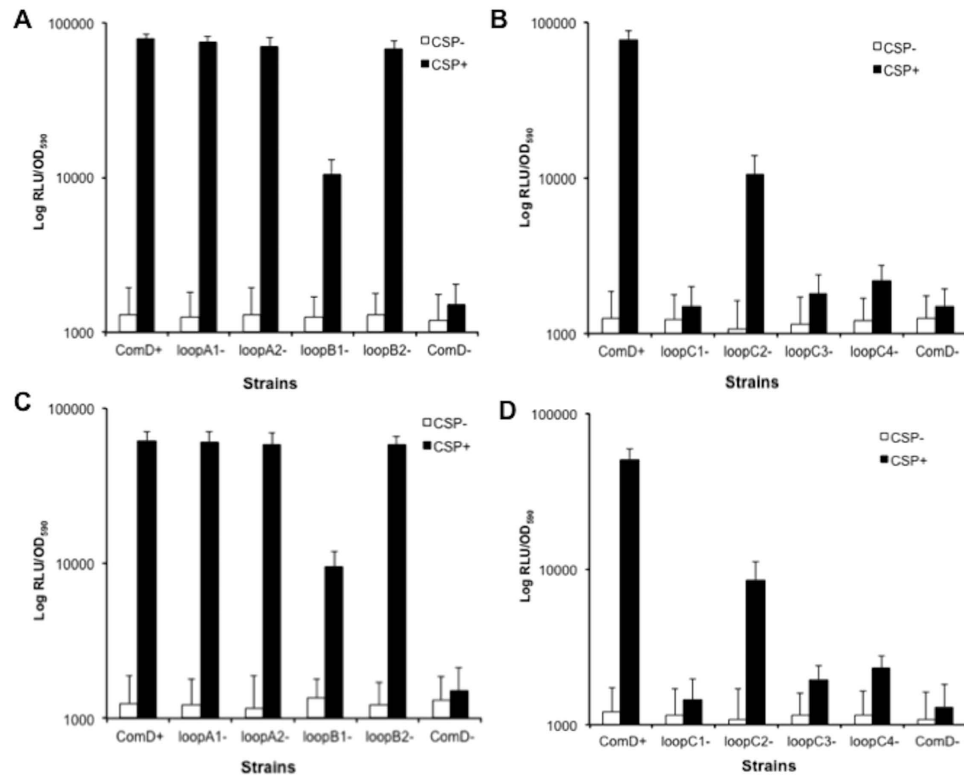 A
100000
10000
1000
Log RLU/OD590
CSP-
CSP+
ComD+ loopA1- loopA2- loopB1- loopB2- ComD-
Strains
B
100000
10000
1000
Log RLU/OD590
CSP-
CSP+
ComD+ loopC1- loopC2- loopC3- loopC4- ComD-
Strains
C
100000
10000
1000
Log RLU/OD590
CSP-
CSP+
ComD+ loopA1- loopA2- loopB1- loopB2- ComD-
Strains
D
100000
10000
1000
Log RLU/OD590
CSP-
CSP+
ComD+ loopC1- loopC2- loopC3- loopC4- ComD-
Strains